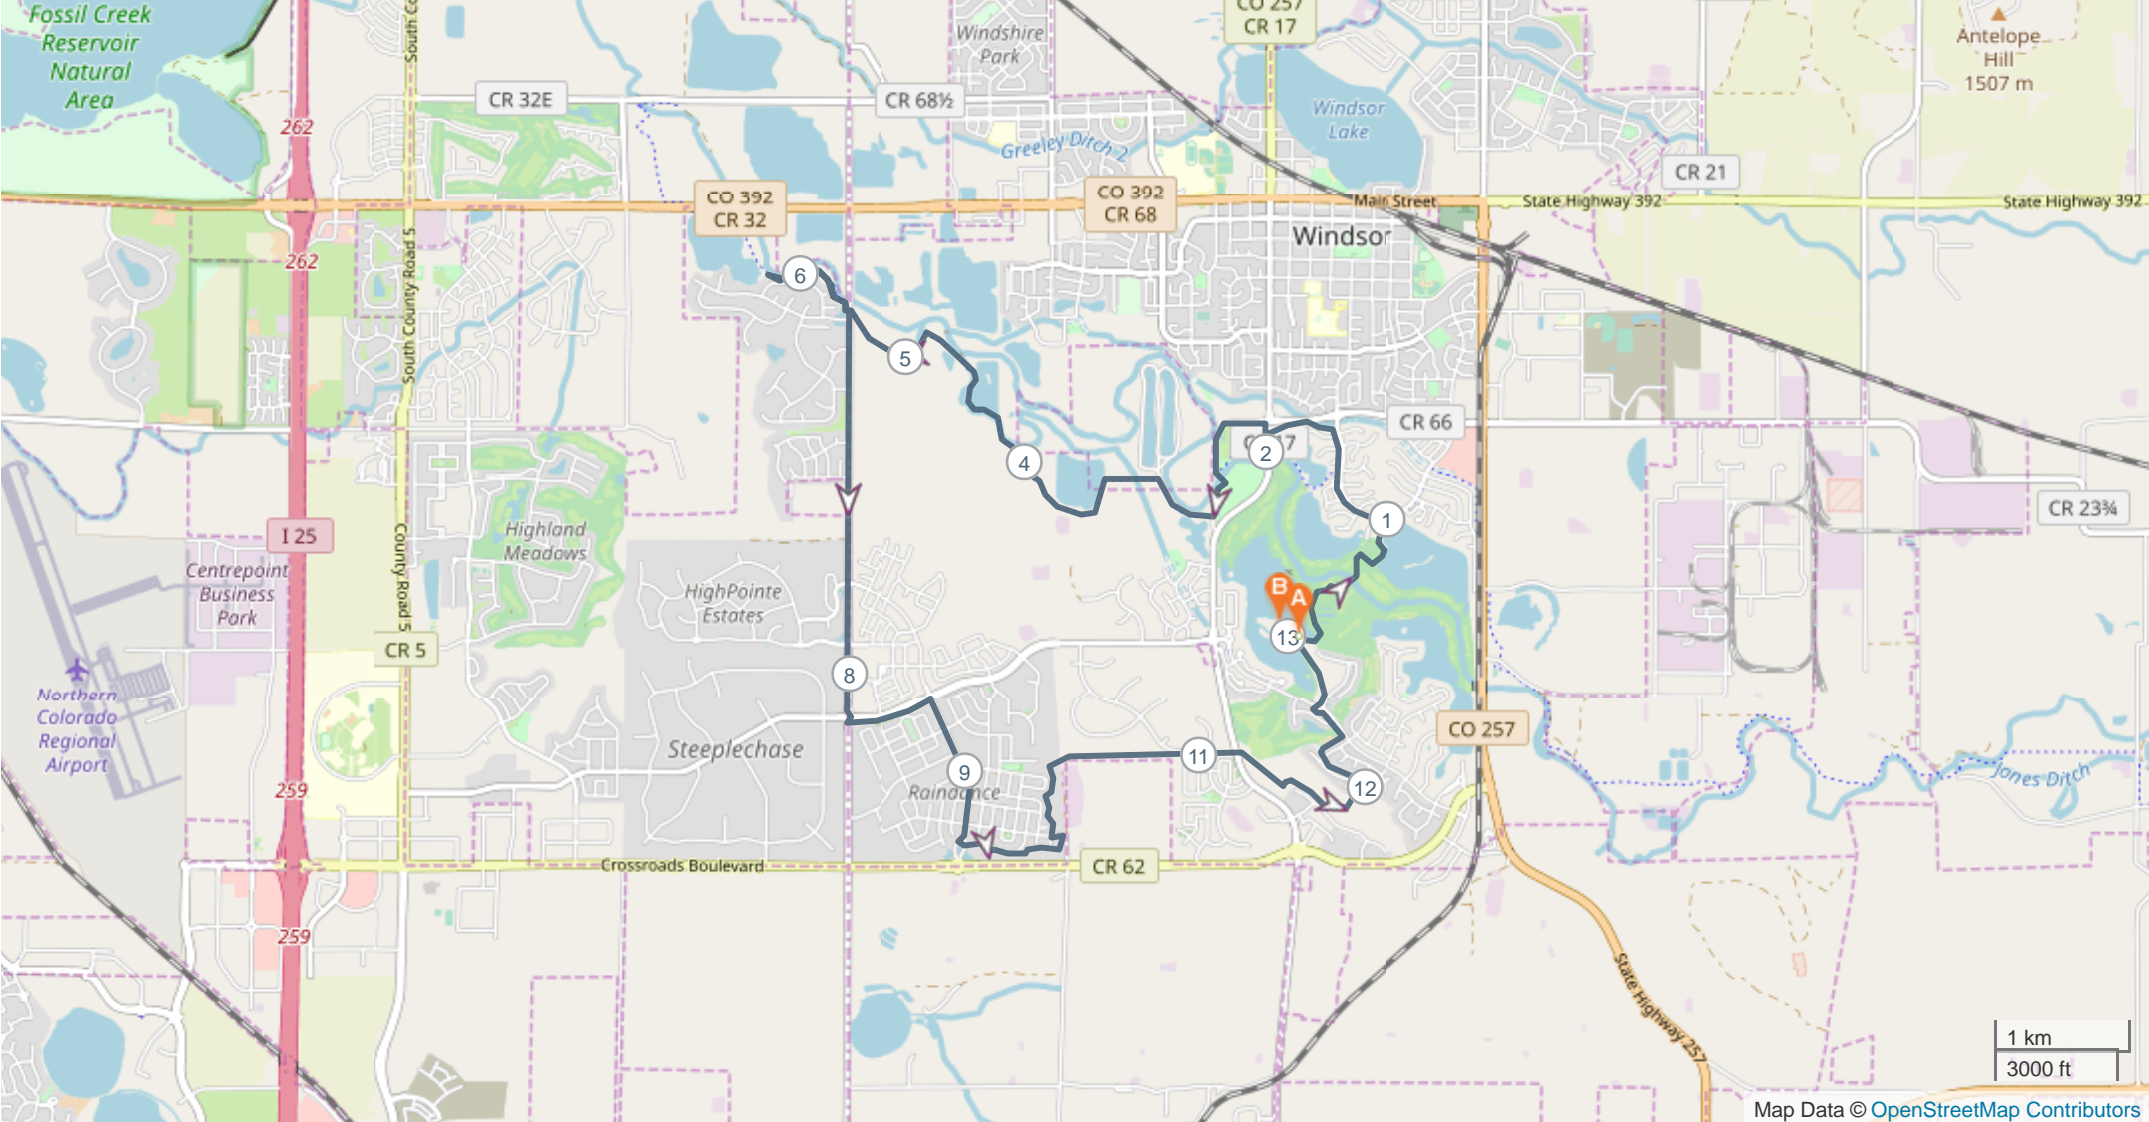 Fossil Creek
Reservoir
Natural
Area
262
262
South Co
CR 32E
CR 68½
Windshire
Park
CO 257
CR 17
Windsor
Lake
Antelope
Hill
1507 m
Greeley Ditch 2
CR 21
CO 392
CR 32
CO 392
CR 68
Main Street
State Highway 392
State Highway 392
Windsor
South County Road 5
6
5
4
2
1
CR 66
CR 23¾
I 25
Highland
Meadows
County Road 5
Centrepoint
Business
Park
HighPointe
Estates
B
A
13
CR 5
8
Northern
Colorado
Regional
Airport
Steeplechase
CO 257
9
Raindance
11
12
Jones Ditch
259
Crossroads Boulevard
CR 62
259
State Highway 257
1 km
3000 ft
Map Data © OpenStreetMap Contributors